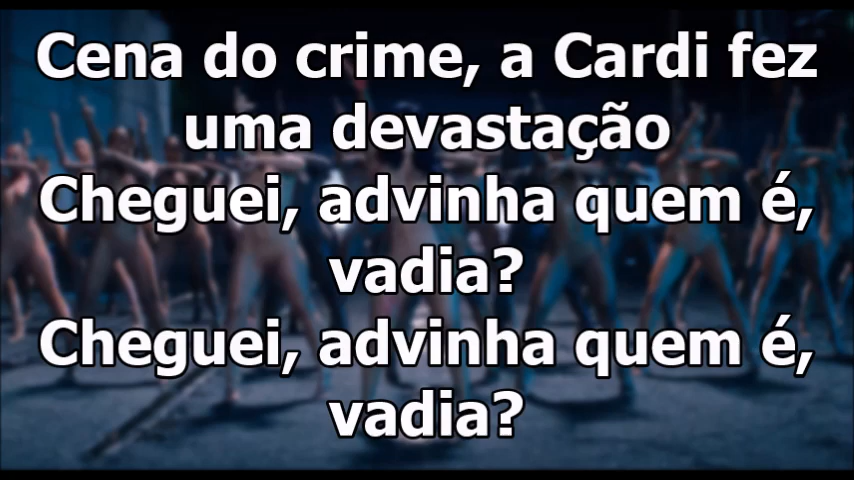 Cena do crime, a Cardi fez
uma devastação
Cheguei, advinha quem é,
vadia?
Cheguei, advinha quem é,
vadia?